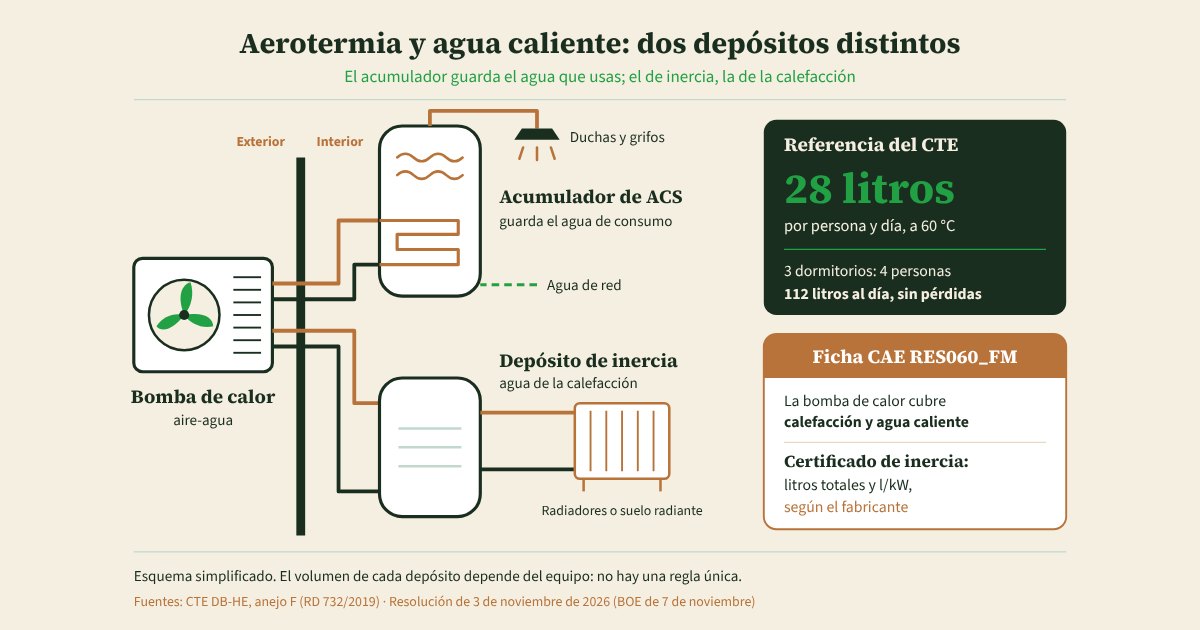 Aerotermia y agua caliente: dos depósitos distintos
El acumulador guarda el agua que usas; el de inercia, la de la calefacción
Exterior
Interior
Duchas y grifos
Acumulador de ACS
guarda el agua de consumo
Agua de red
Bomba de calor
aire-agua
Depósito de inercia
agua de la calefacción
Radiadores o suelo radiante
Referencia del CTE
28 litros
por persona y día, a 60 °C
3 dormitorios: 4 personas
112 litros al día, sin pérdidas
Ficha CAE RES060_FM
La bomba de calor cubre
calefacción y agua caliente
Certificado de inercia:
litros totales y l/kW,
según el fabricante
Esquema simplificado. El volumen de cada depósito depende del equipo: no hay una regla única.
Fuentes: CTE DB-HE, anejo F (RD 732/2019) · Resolución de 3 de noviembre de 2026 (BOE de 7 de noviembre)